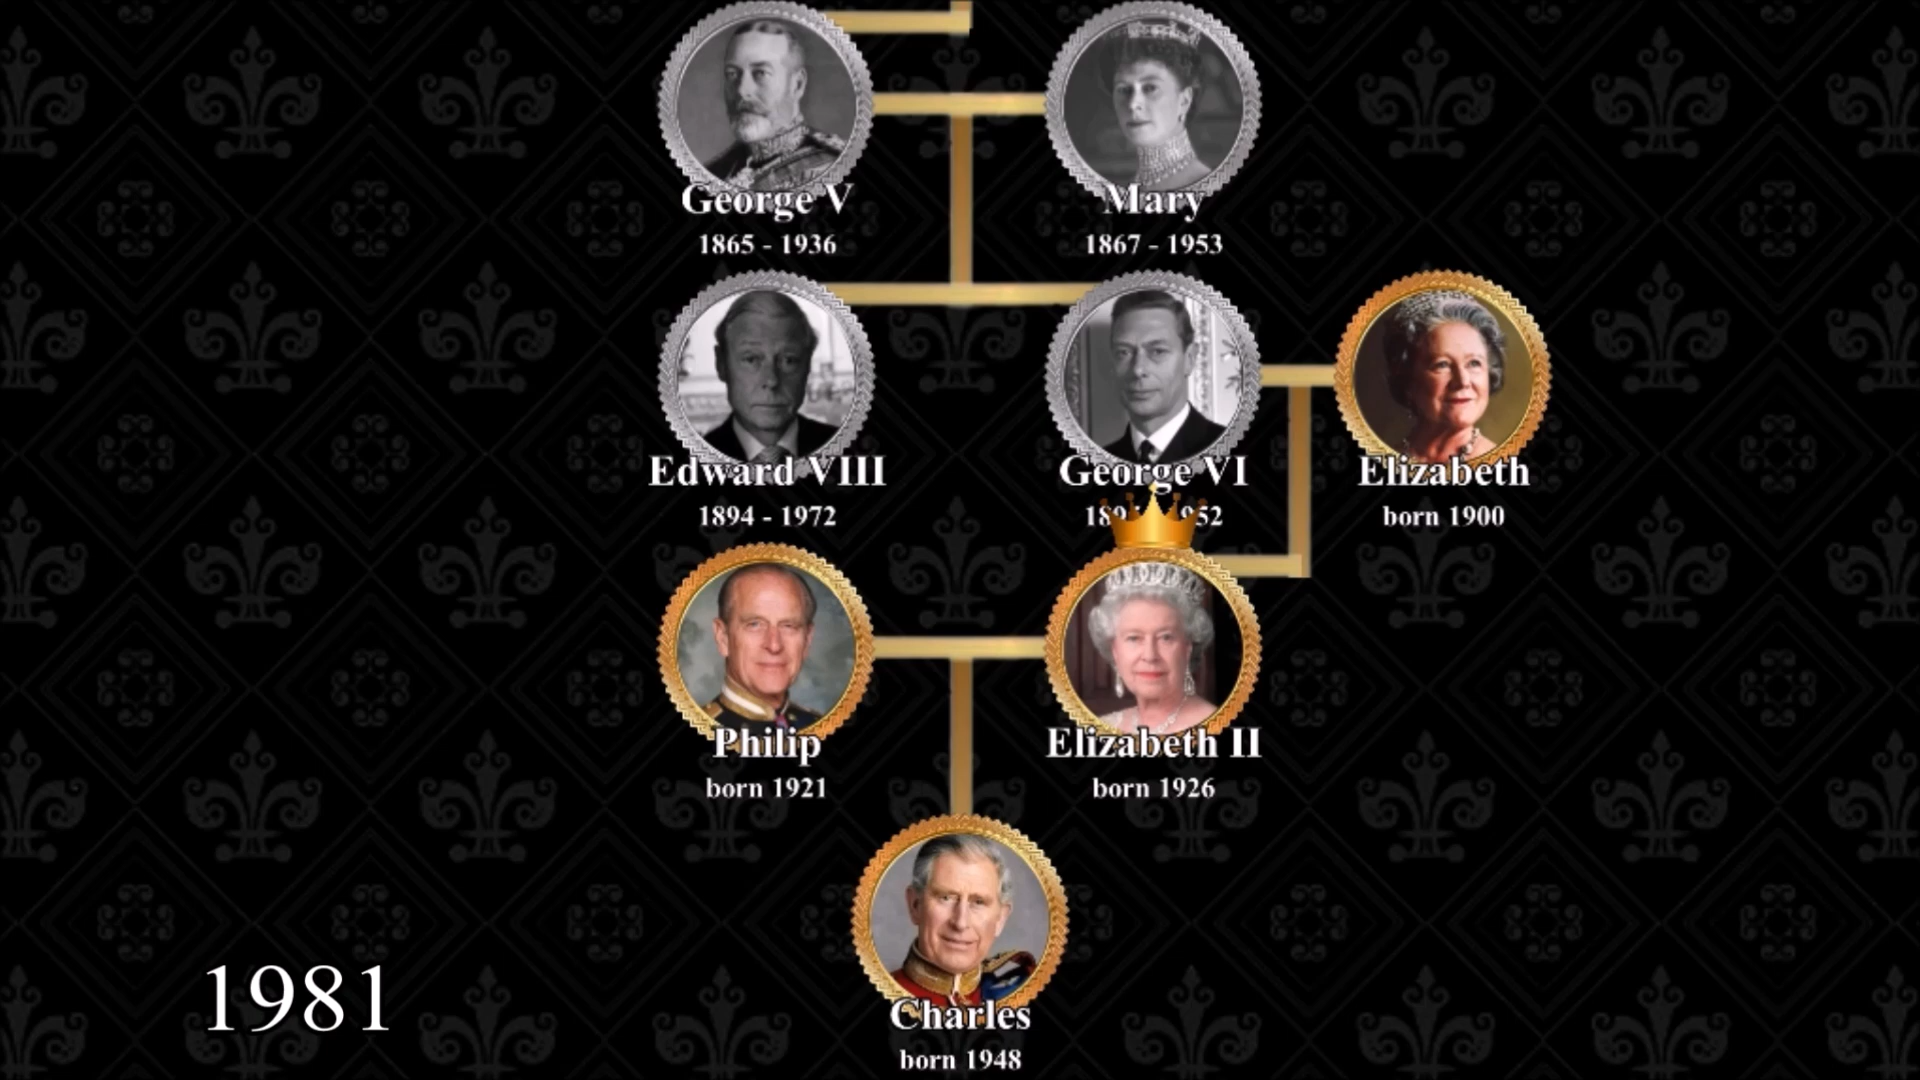 George V
Mary
1865 - 1936
1867 - 1953
Edward VIII
George VI
Elizabeth
1894 - 1972
born 1900
Philip
Elizabeth II
born 1921
born 1926
Charles
1981
born 1948